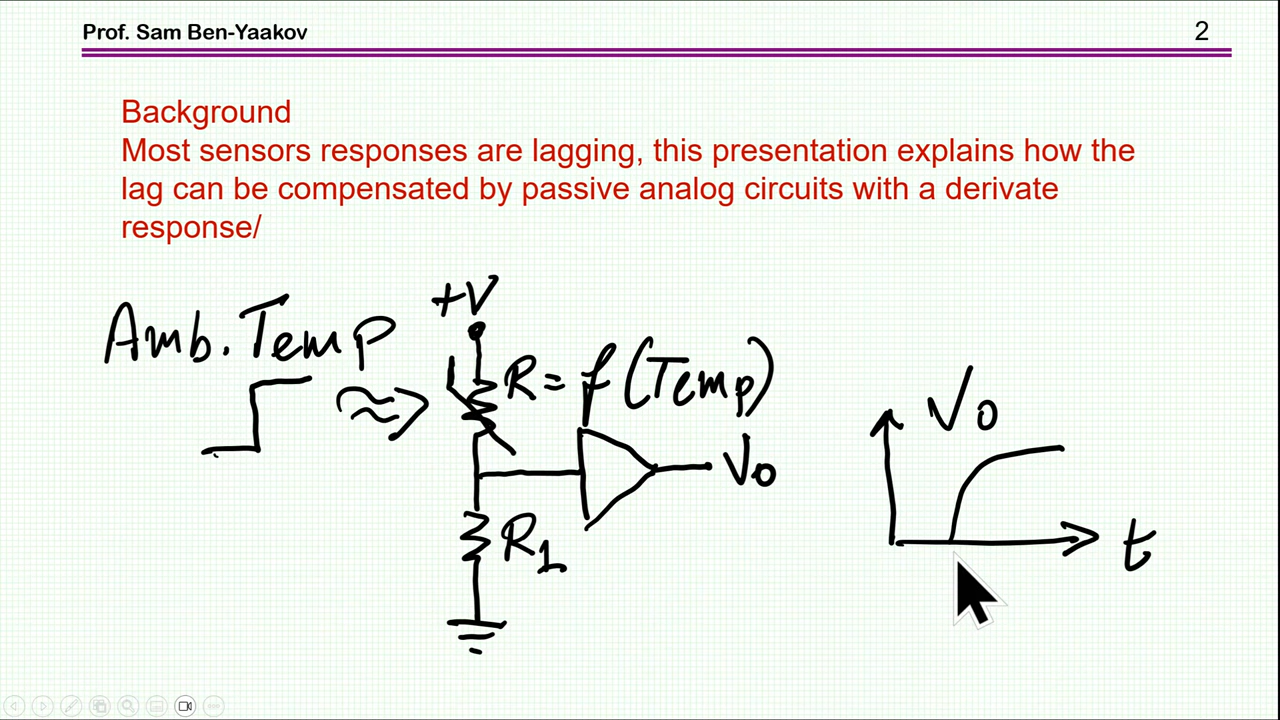 Prof. Sam Ben-Yaakov
2
Background
Most sensors responses are lagging, this presentation explains how the
lag can be compensated by passive analog circuits with a derivate
response/
+V
Amb. Temp
R = f (Temp)
Vo
Vo
R1
t